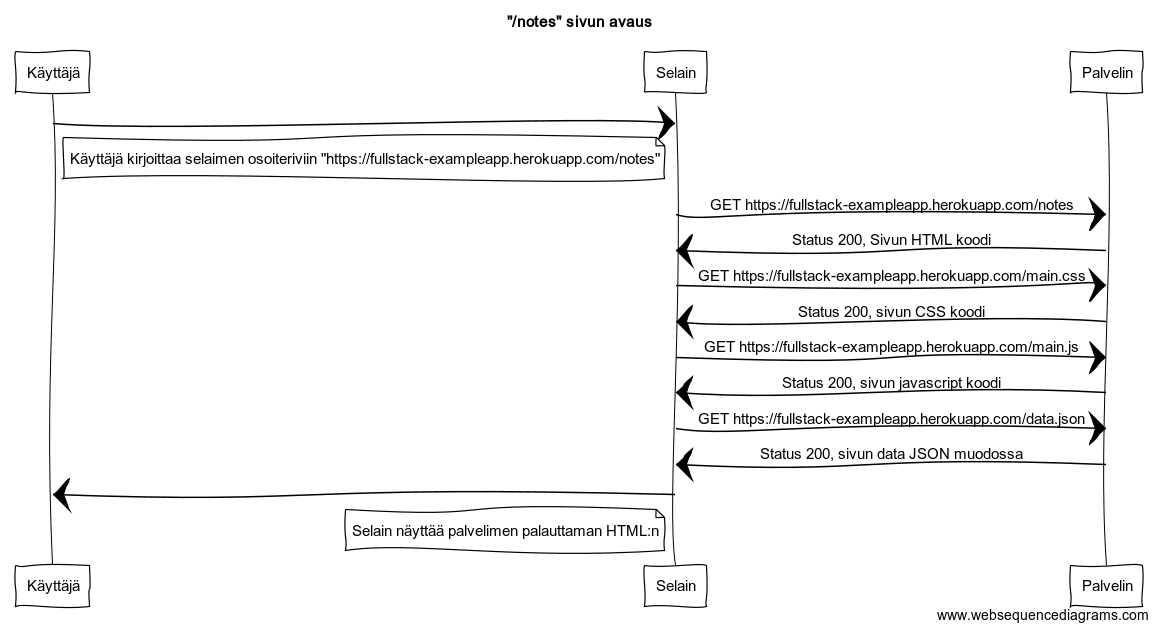 "/notes" sivun avaus
Käyttäjä
Selain
Palvelin
Käyttäjä kirjoittaa selaimen osoiteriviin "https://fullstack-exampleapp.herokuapp.com/notes"
GET https://fullstack-exampleapp.herokuapp.com/notes
Status 200, Sivun HTML koodi
GET https://fullstack-exampleapp.herokuapp.com/main.css
Status 200, sivun CSS koodi
GET https://fullstack-exampleapp.herokuapp.com/main.js
Status 200, sivun javascript koodi
GET https://fullstack-exampleapp.herokuapp.com/data.json
Status 200, sivun data JSON muodossa
Selain näyttää palvelimen palauttaman HTML:n
Käyttäjä
Selain
Palvelin
www.websequencediagrams.com